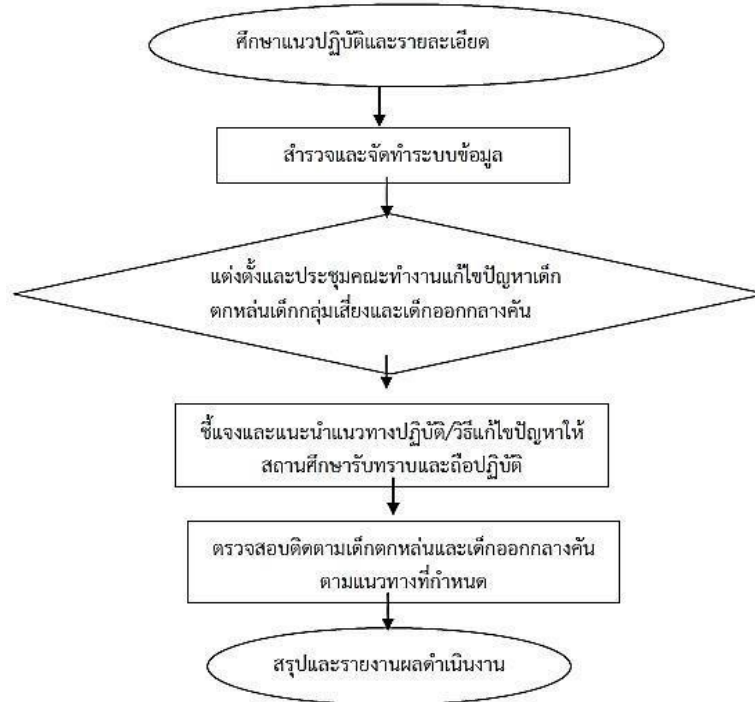 ศึกษาแนวปฏิบัติและรายละเอียด
สำรวจและจัดทำระบบข้อมูล
แต่งตั้งและประชุมคณะทำงานแก้ไขปัญหาเด็ก
ตกหล่นเด็กกลุ่มเสี่ยงและเด็กออกกลางคัน
ชี้แจงและแนะนำแนวทางปฏิบัติ/วิธีแก้ไขปัญหาให้
สถานศึกษารับทราบและถือปฏิบัติ
ตรวจสอบติดตามเด็กตกหล่นและเด็กออกกลางคัน
ตามแนวทางที่กำหนด
สรุปและรายงานผลดำเนินงาน